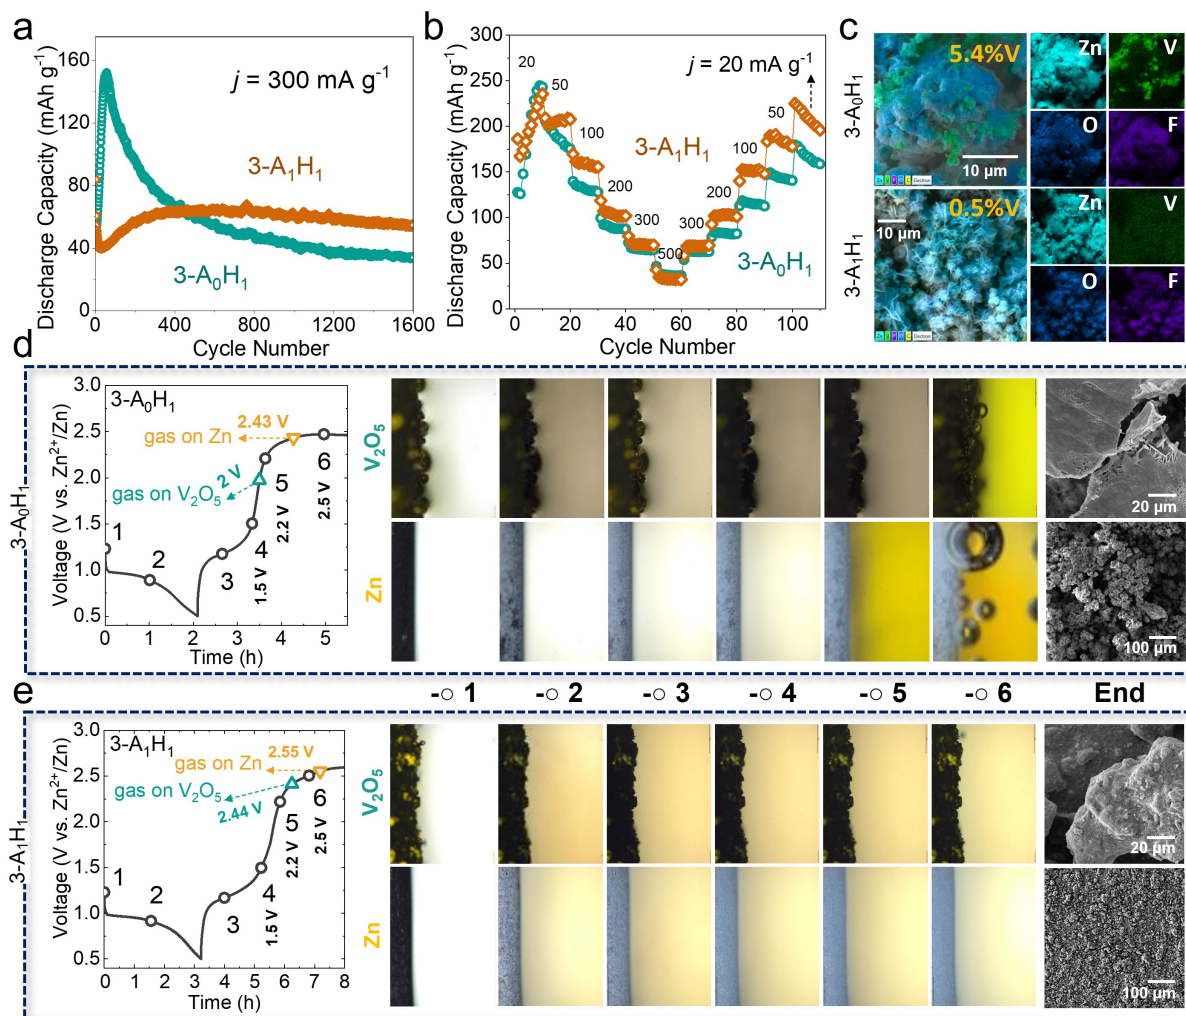 a
Discharge Capacity (mAh g⁻¹)
160
120
80
40
0
j = 300 mA g⁻¹
3-A₁H₁
3-A₀H₁
0
400
800
1200
1600
Cycle Number
b
Discharge Capacity (mAh g⁻¹)
300
250
200
150
100
50
0
j = 20 mA g⁻¹
20
50
100
200
300
500
300
200
100
50
3-A₁H₁
3-A₀H₁
0
20
40
60
80
100
Cycle Number
c
3-A₀H₁
5.4%V
10 µm
Zn
V
O
F
3-A₁H₁
0.5%V
10 µm
Zn
V
O
F
Electron
Electron
d
3-A₀H₁
Voltage (V vs. Zn²⁺/Zn)
3.0
2.5
2.0
1.5
1.0
0.5
3-A₀H₁
2.43 V
gas on Zn
2 V
gas on V₂O₅
1
2
3
4
5
6
1.5 V
2.2 V
2.5 V
0
1
2
3
4
5
Time (h)
V₂O₅
Zn
20 µm
100 µm
-○ 1
-○ 2
-○ 3
-○ 4
-○ 5
-○ 6
End
e
3-A₁H₁
Voltage (V vs. Zn²⁺/Zn)
3.0
2.5
2.0
1.5
1.0
0.5
3-A₁H₁
2.55 V
gas on Zn
gas on V₂O₅
2.44 V
1
2
3
4
5
6
1.5 V
2.2 V
2.5 V
0
1
2
3
4
5
6
7
8
Time (h)
V₂O₅
Zn
20 µm
100 µm